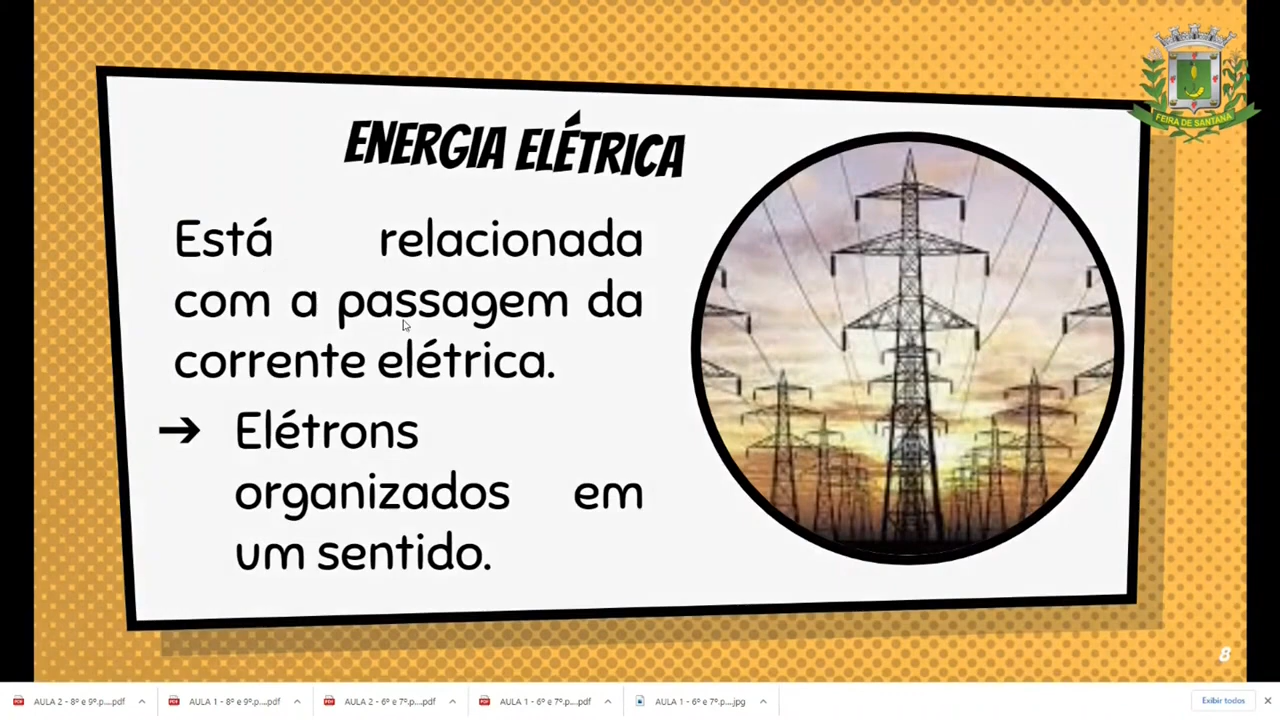 FEIRA DE SANTANA
ENERGIA ELÉTRICA
Está relacionada
com a passagem da
corrente elétrica.
➔ Elétrons
organizados em
um sentido.
8
AULA 2 - 8º e 9º.p....pdf
AULA 1 - 8º e 9º.p....pdf
AULA 2 - 6º e 7º.p....pdf
AULA 1 - 6º e 7º.p....pdf
AULA 1 - 6º e 7º.p....jpg
Exibir todos